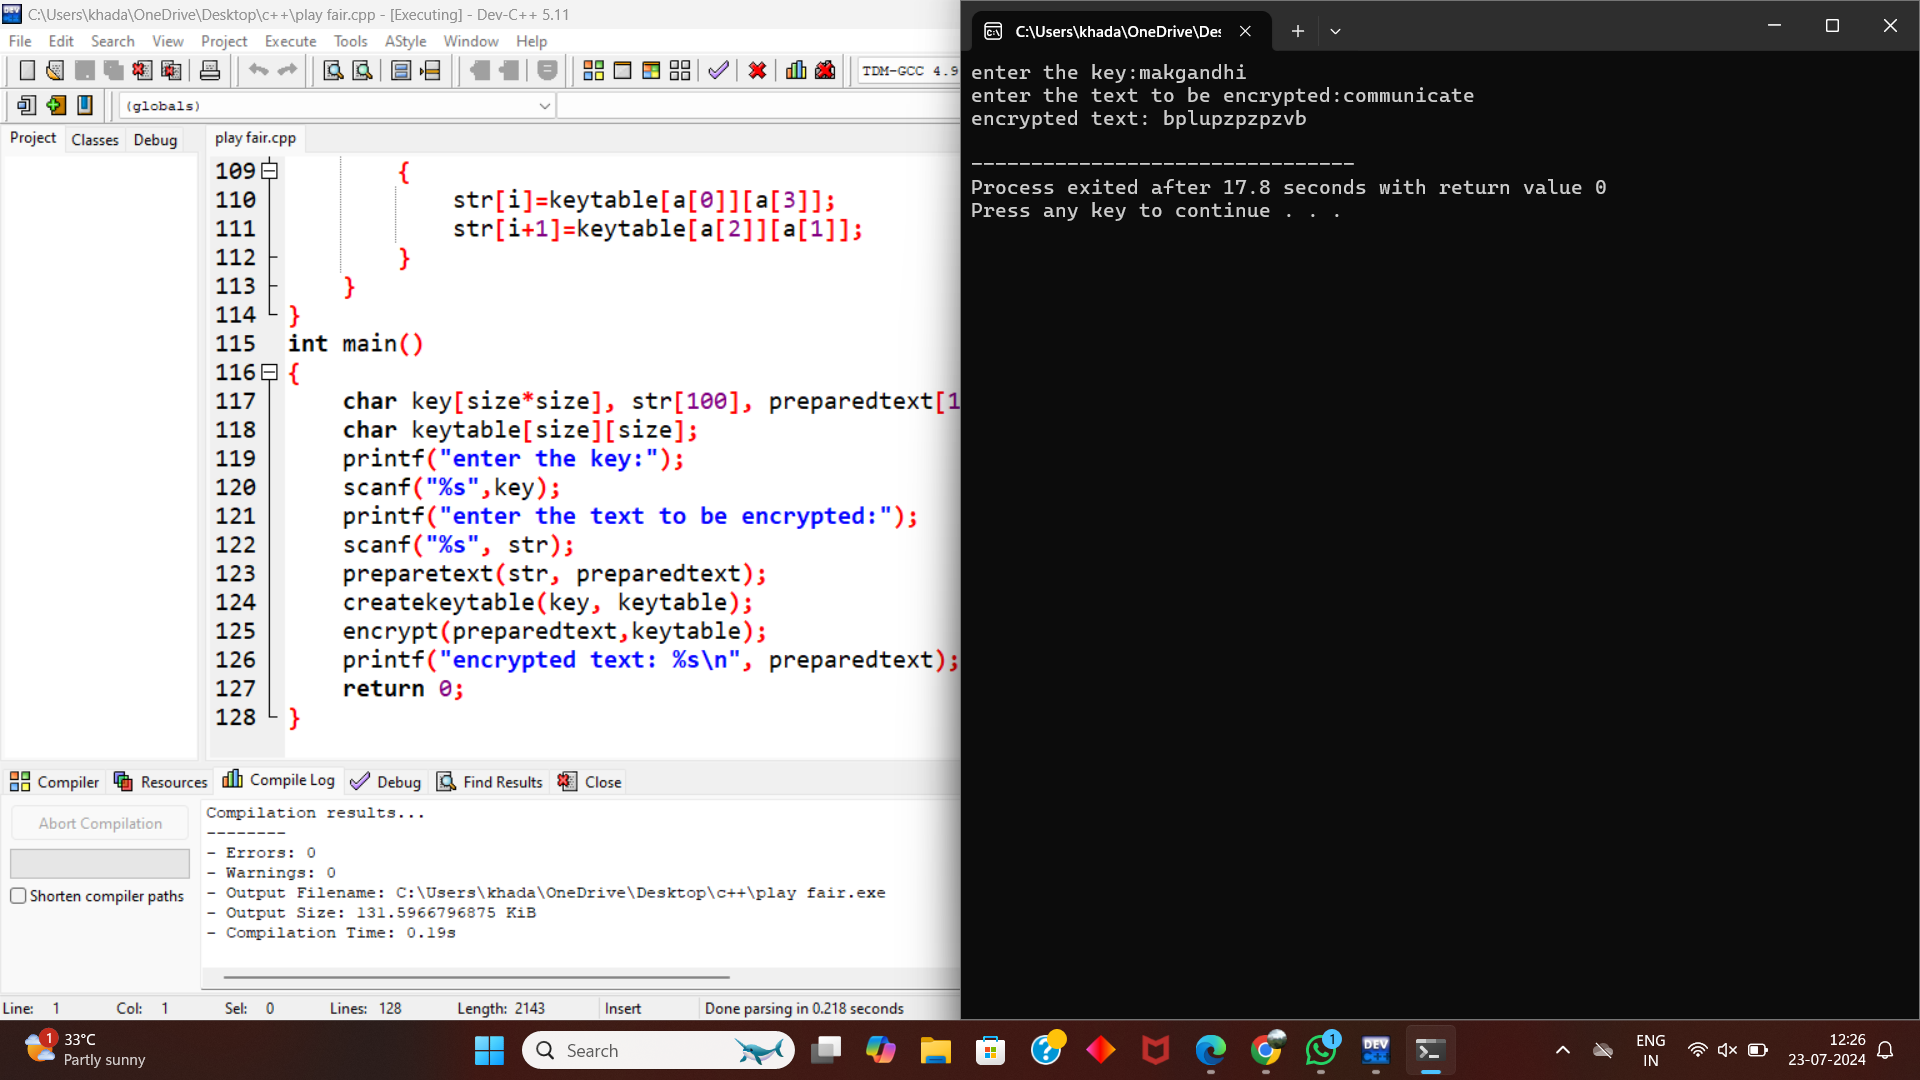 C:\Users\khada\OneDrive\Desktop\c++\play fair.cpp - [Executing] - Dev-C++ 5.11
File Edit Search View Project Execute Tools AStyle Window Help
TDM-GCC 4.9
(globals)
Project Classes Debug
play fair.cpp
109 {
110 str[i]=keytable[a[0]][a[3]];
111 str[i+1]=keytable[a[2]][a[1]];
112 }
113 }
114 }
115 int main()
116 {
117 char key[size*size], str[100], preparedtext[1
118 char keytable[size][size];
119 printf("enter the key:");
120 scanf("%s",key);
121 printf("enter the text to be encrypted:");
122 scanf("%s", str);
123 preparetext(str, preparedtext);
124 createkeytable(key, keytable);
125 encrypt(preparedtext,keytable);
126 printf("encrypted text: %s\n", preparedtext);
127 return 0;
128 }
Compiler Resources Compile Log Debug Find Results Close
Abort Compilation
Shorten compiler paths
Compilation results...
--------
- Errors: 0
- Warnings: 0
- Output Filename: C:\Users\khada\OneDrive\Desktop\c++\play fair.exe
- Output Size: 131.5966796875 KiB
- Compilation Time: 0.19s
Line: 1 Col: 1 Sel: 0 Lines: 128 Length: 2143 Insert Done parsing in 0.218 seconds
C:\Users\khada\OneDrive\Des
enter the key:makgandhi
enter the text to be encrypted:communicate
encrypted text: bplupzpzpzvb
--------------------------------
Process exited after 17.8 seconds with return value 0
Press any key to continue . . .
1
33°C
Partly sunny
Search
1
DEV
C++
ENG
IN
12:26
23-07-2024